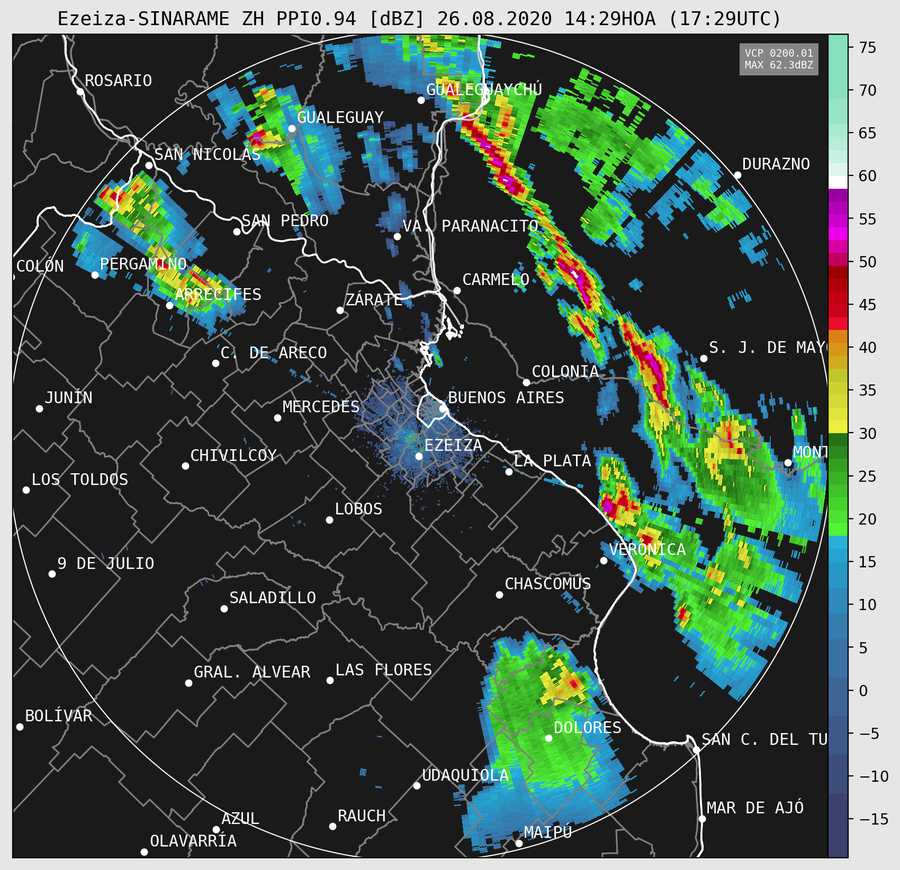 Ezeiza-SINARAME ZH PPI0.94 [dBZ] 26.08.2020 14:29HOA (17:29UTC)
VCP 0200.01
MAX 62.3dBZ
ROSARIO
GUALEGUAYCHÚ
GUALEGUAY
SAN NICOLÁS
DURAZNO
SAN PEDRO
VA. PARANACITO
COLÓN
PERGAMINO
ARRECIFES
ZÁRATE
CARMELO
C. DE ARECO
S. J. DE MAY
COLONIA
JUNÍN
MERCEDES
BUENOS AIRES
CHIVILCOY
EZEIZA
LA PLATA
MONT
LOS TOLDOS
LOBOS
VERÓNICA
9 DE JULIO
CHASCOMÚS
SALADILLO
GRAL. ALVEAR
LAS FLORES
BOLÍVAR
DOLORES
SAN C. DEL TU
UDAQUIOLA
MAR DE AJÓ
AZUL
RAUCH
MAIPÚ
OLAVARRÍA
75
70
65
60
55
50
45
40
35
30
25
20
15
10
5
0
−5
−10
−15